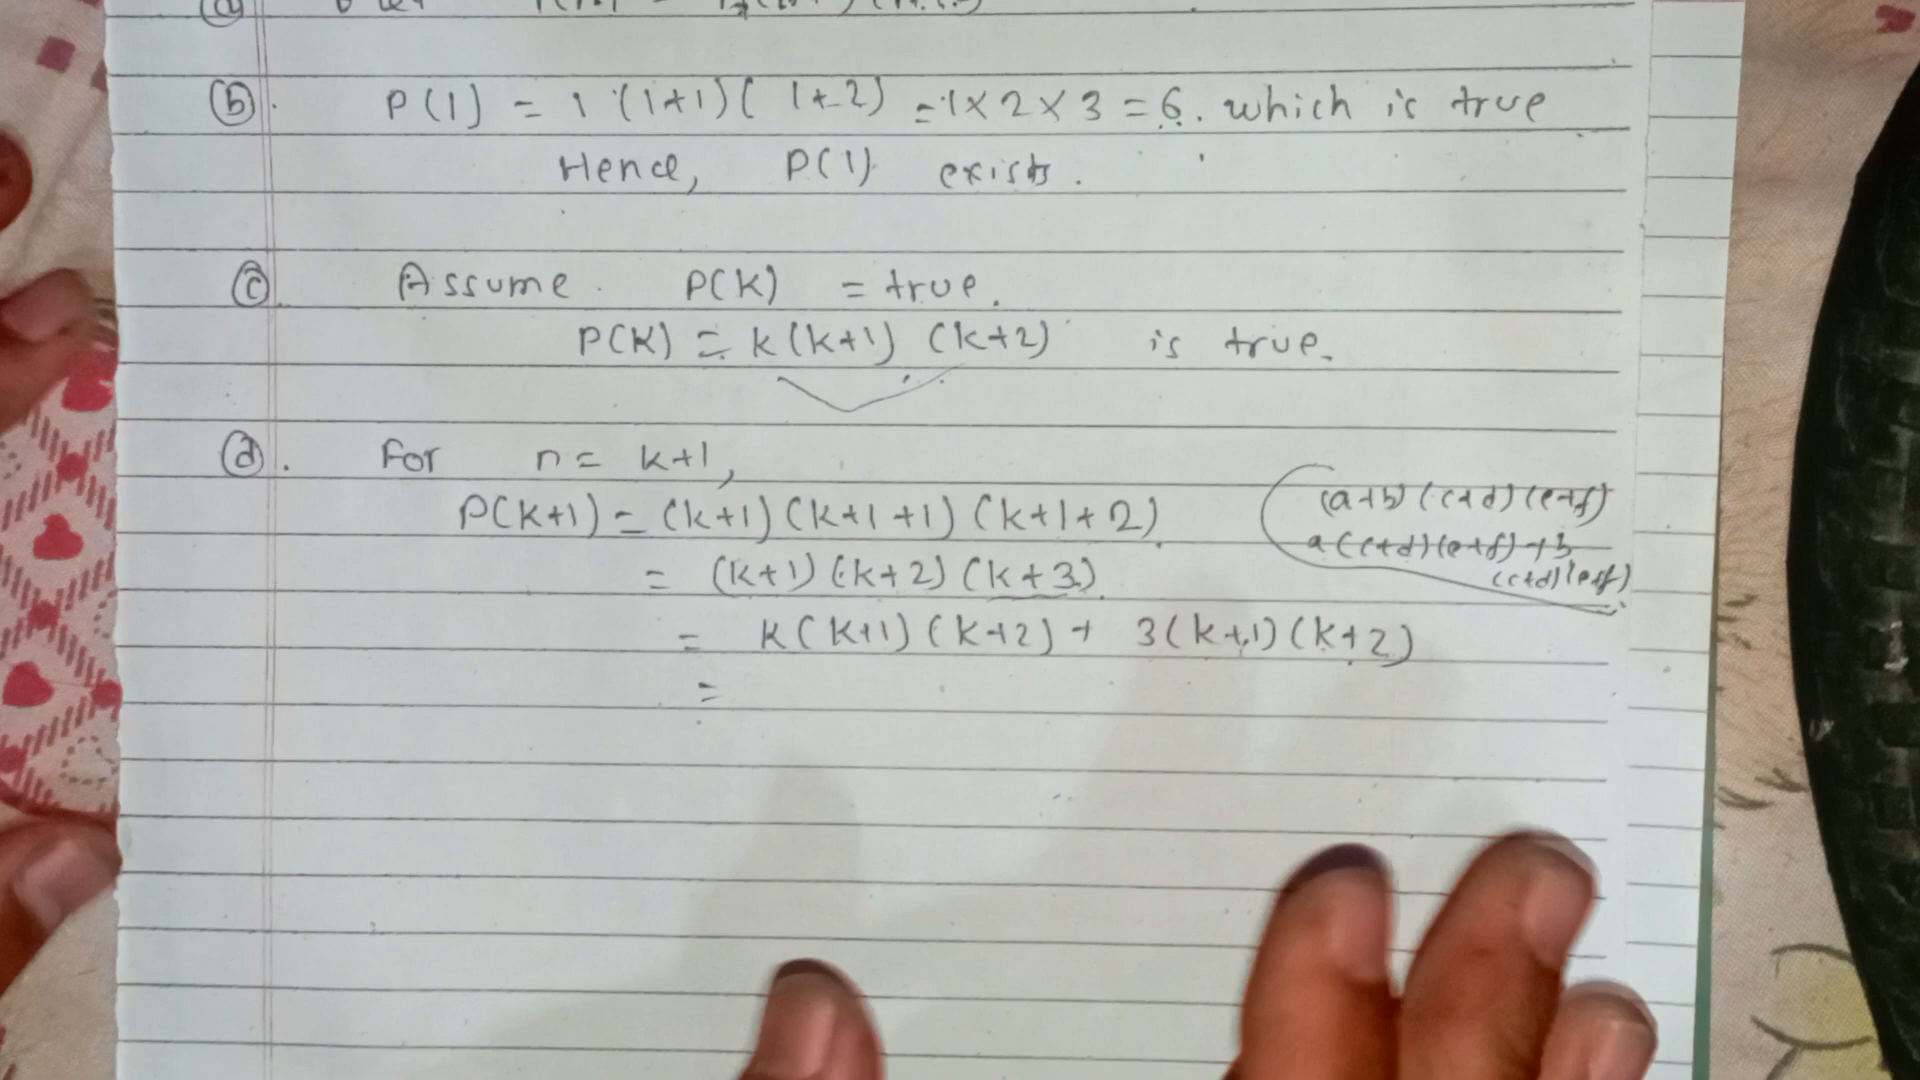 (b). P(1) = 1 (1+1)( 1+2) = 1×2×3 = 6. which is true
Hence, P(1) exists.
(c) Assume P(K) = true.
P(K) = k(k+1) (k+2) is true.
(d). For n = k+1,
P(k+1) = (k+1) (k+1+1) (k+1+2)
= (k+1) (k+2) (k+3)
= k(k+1) (k+2) + 3(k+1) (k+2)
=
(a+b) (c+d) (e+f)
a(c+d)(e+f)+b
(c+d)(e+f)